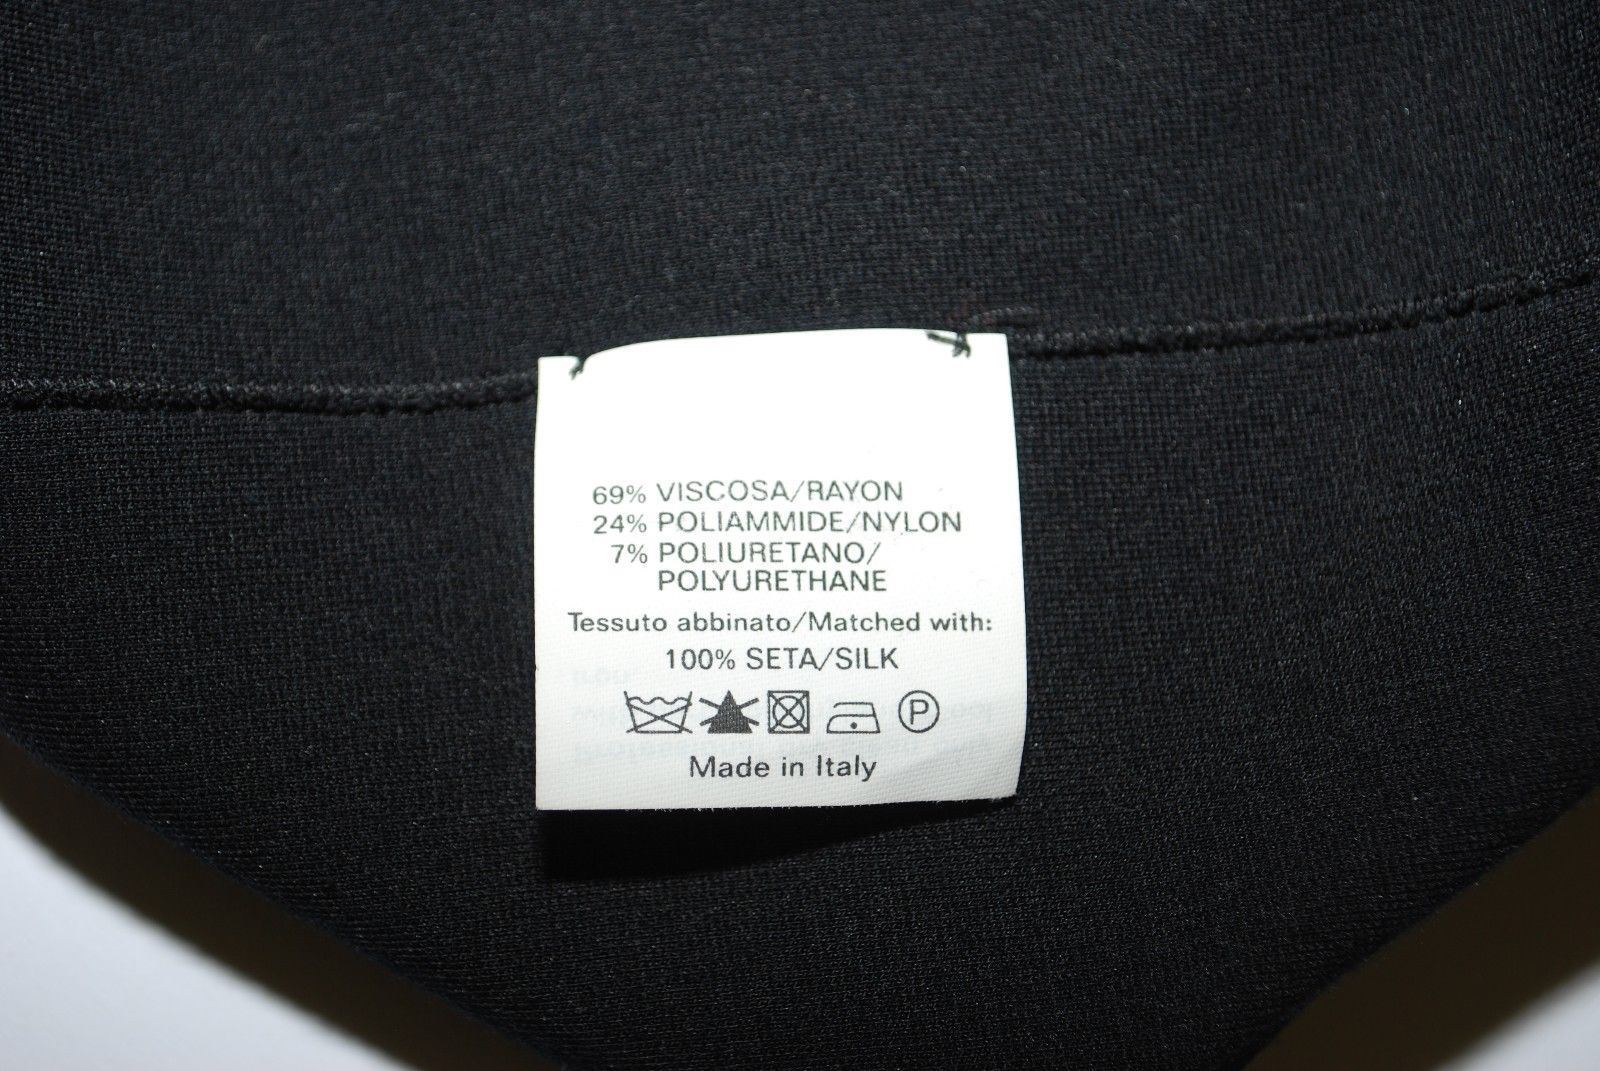 69% VISCOSA/RAYON
24% POLIAMMIDE/NYLON
7% POLIURETANO/
POLYURETHANE
Tessuto abbinato/Matched with:
100% SETA/SILK
P
Made in Italy